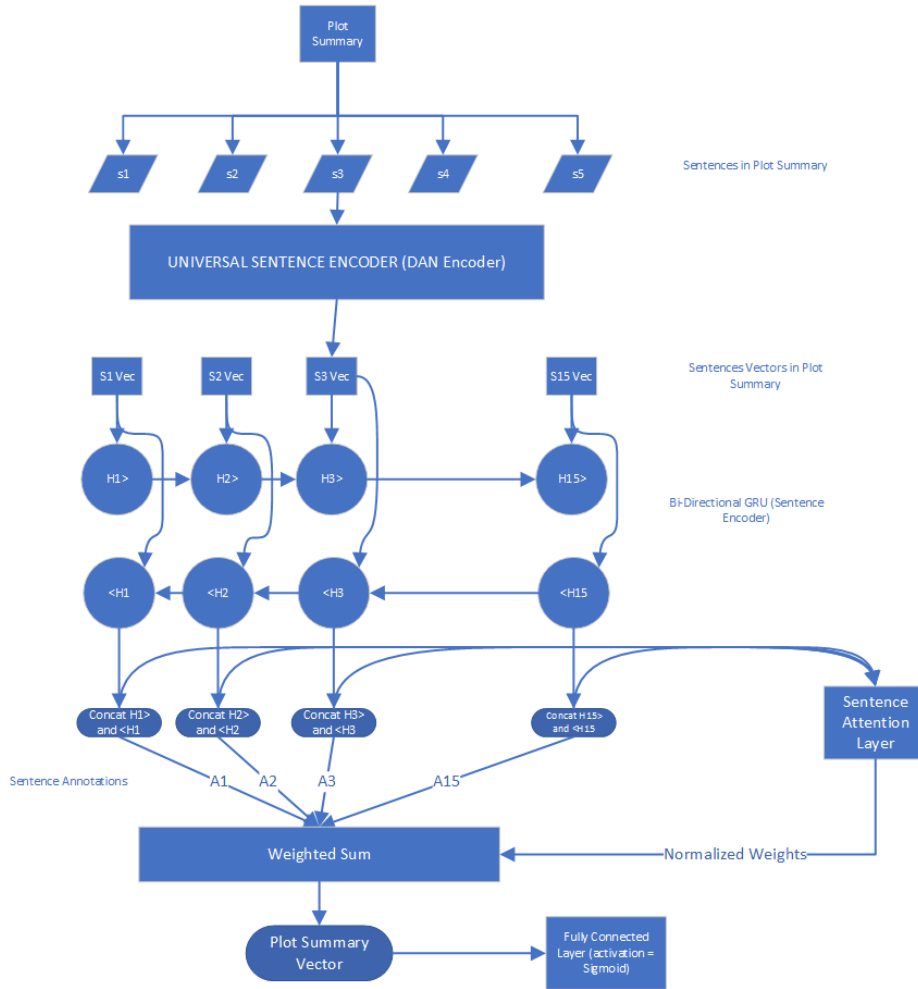 Plot
Summary
s1
s2
s3
s4
s5
Sentences in Plot Summary
UNIVERSAL SENTENCE ENCODER (DAN Encoder)
S1 Vec
S2 Vec
S3 Vec
S15 Vec
Sentences Vectors in Plot
Summary
H1>
H2>
H3>
H15>
Bi-Directional GRU (Sentence
Encoder)
<H1
<H2
<H3
<H15
Concat H1>
and <H1
Concat H2>
and <H2
Concat H3>
and <H3
Concat H15>
and <H15
Sentence
Attention
Layer
Sentence Annotations
A1
A2
A3
A15
Weighted Sum
Normalized Weights
Plot Summary
Vector
Fully Connected
Layer (activation =
Sigmoid)